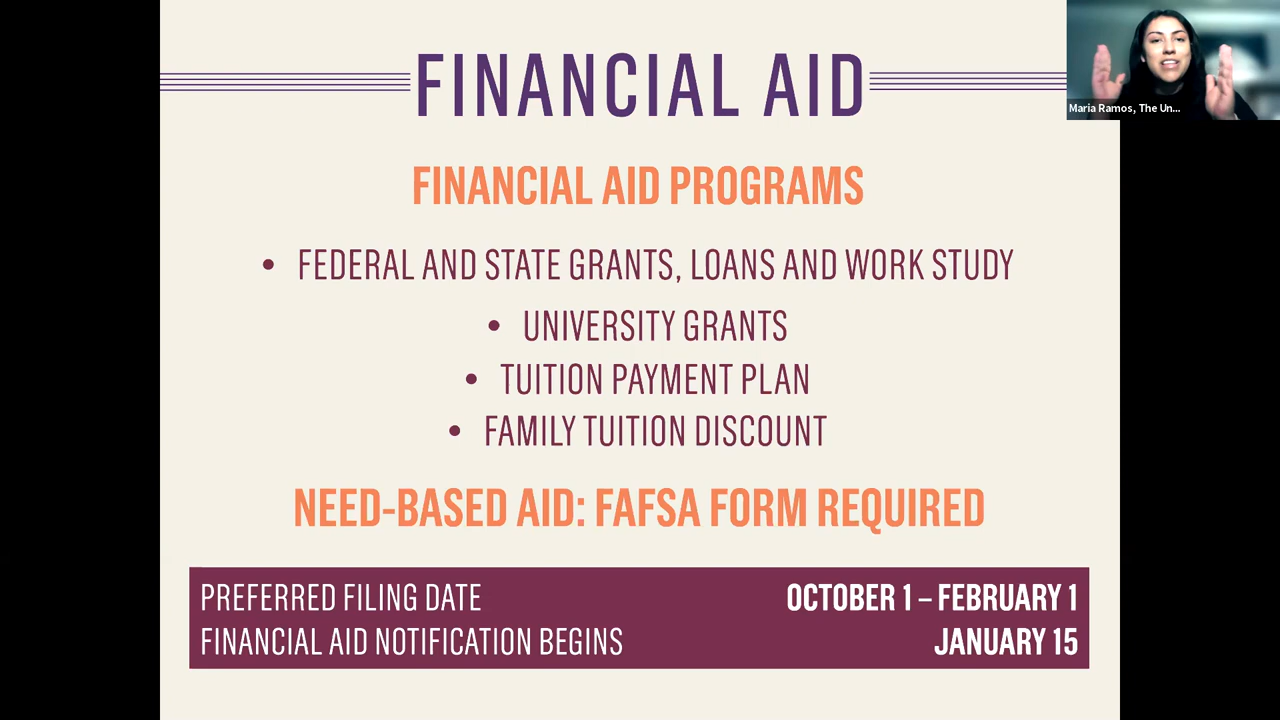 FINANCIAL AID
Maria Ramos, The Un...
FINANCIAL AID PROGRAMS
• FEDERAL AND STATE GRANTS, LOANS AND WORK STUDY
• UNIVERSITY GRANTS
• TUITION PAYMENT PLAN
• FAMILY TUITION DISCOUNT
NEED-BASED AID: FAFSA FORM REQUIRED
PREFERRED FILING DATE OCTOBER 1 – FEBRUARY 1
FINANCIAL AID NOTIFICATION BEGINS JANUARY 15